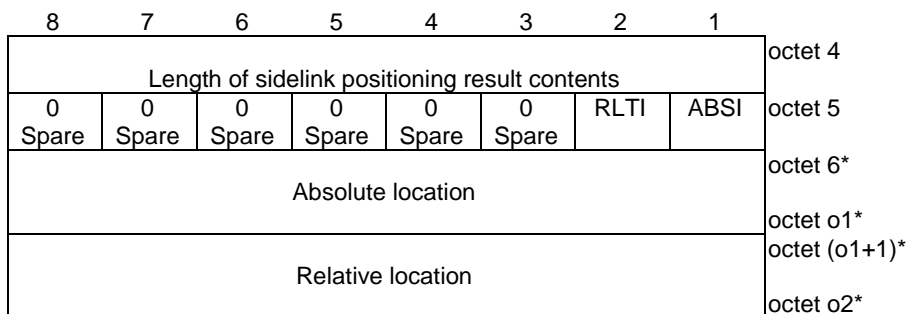 8 7 6 5 4 3 2 1
octet 4
Length of sidelink positioning result contents
0 0 0 0 0 0 RLTI ABSI octet 5
Spare Spare Spare Spare Spare Spare
octet 6*
Absolute location
octet o1*
octet (o1+1)*
Relative location
octet o2*